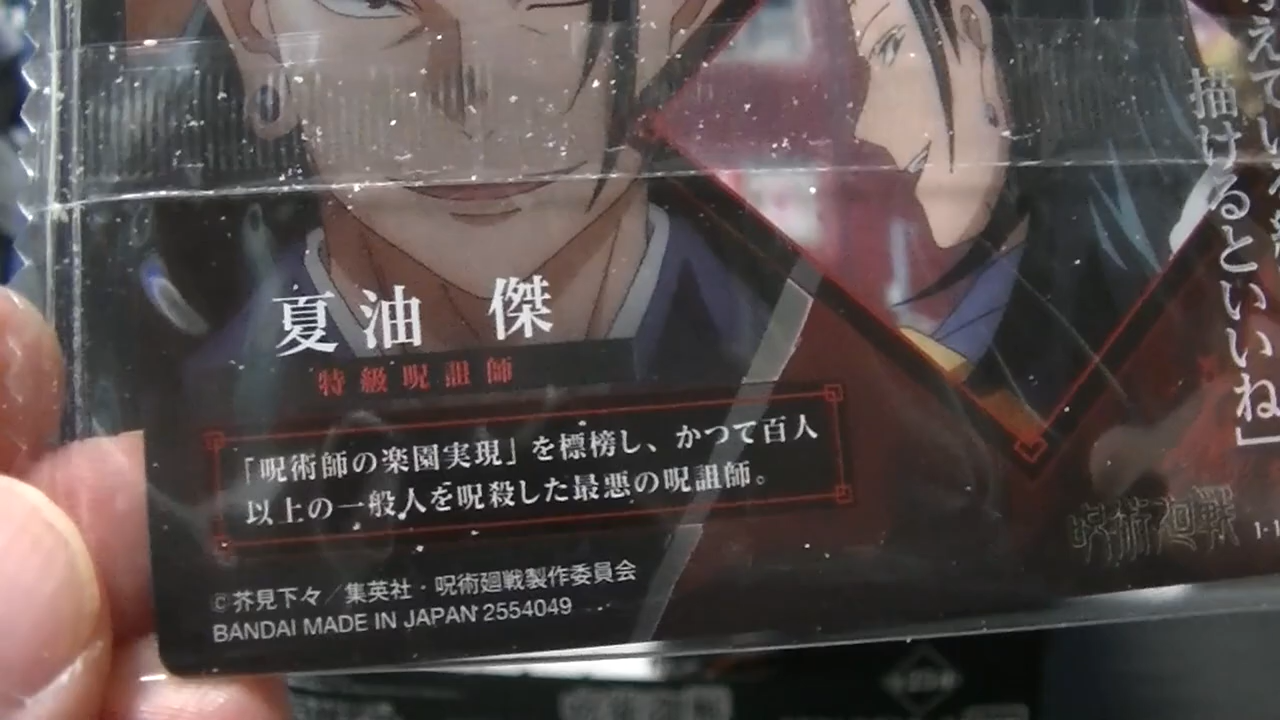 描けるといいね」
夏油 傑
特級呪詛師
「呪術師の楽園実現」を標榜し、かつて百人
以上の一般人を呪殺した最悪の呪詛師。
©芥見下々／集英社・呪術廻戦製作委員会
BANDAI MADE IN JAPAN 2554049
呪術廻戦